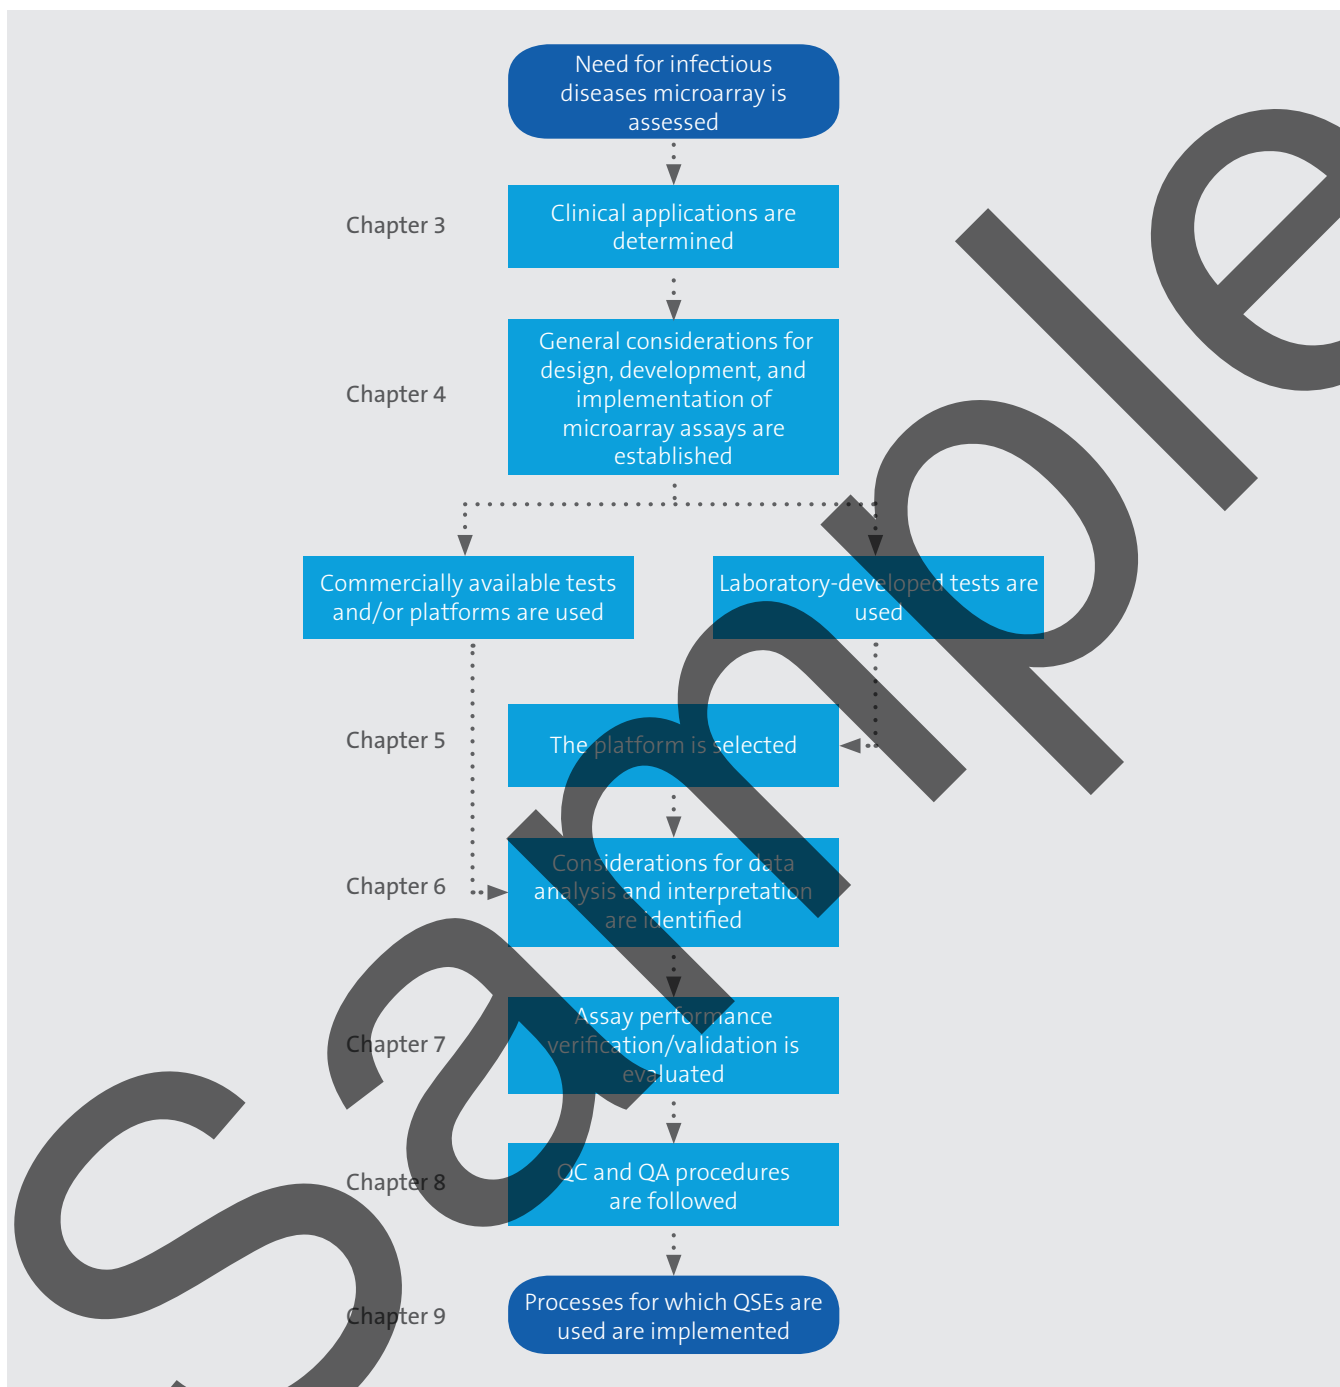 Need for infectious
diseases microarray is
assessed
Chapter 3
Clinical applications are
determined
Chapter 4
General considerations for
design, development, and
implementation of
microarray assays are
established
Commercially available tests
and/or platforms are used
Laboratory-developed tests are
used
Chapter 5
The platform is selected
Chapter 6
Considerations for data
analysis and interpretation
are identified
Chapter 7
Assay performance
verification/validation is
evaluated
Chapter 8
QC and QA procedures
are followed
Chapter 9
Processes for which QSEs are
used are implemented
Sample